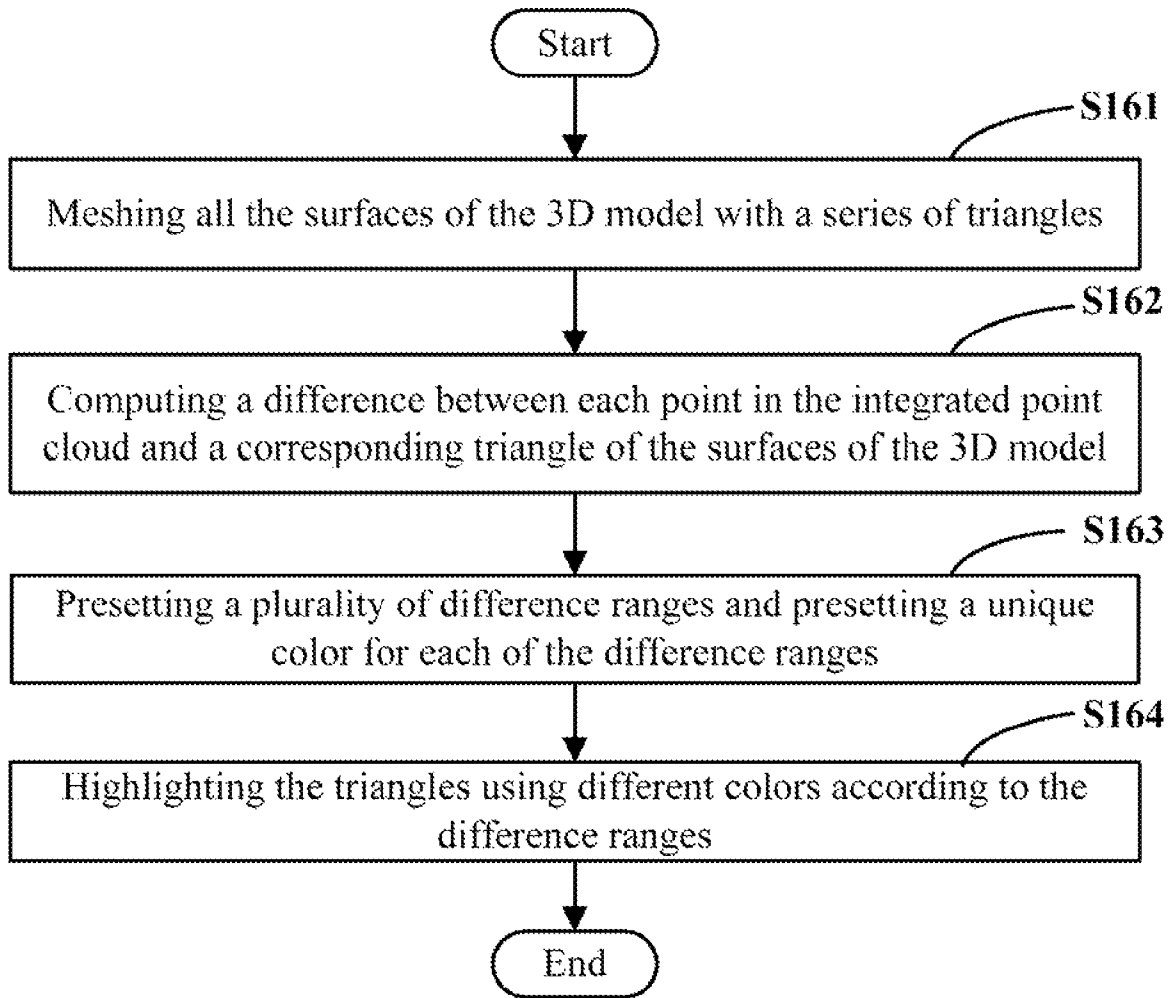 Start
S161
Meshing all the surfaces of the 3D model with a series of triangles
S162
Computing a difference between each point in the integrated point
cloud and a corresponding triangle of the surfaces of the 3D model
S163
Presetting a plurality of difference ranges and presetting a unique
color for each of the difference ranges
S164
Highlighting the triangles using different colors according to the
difference ranges
End